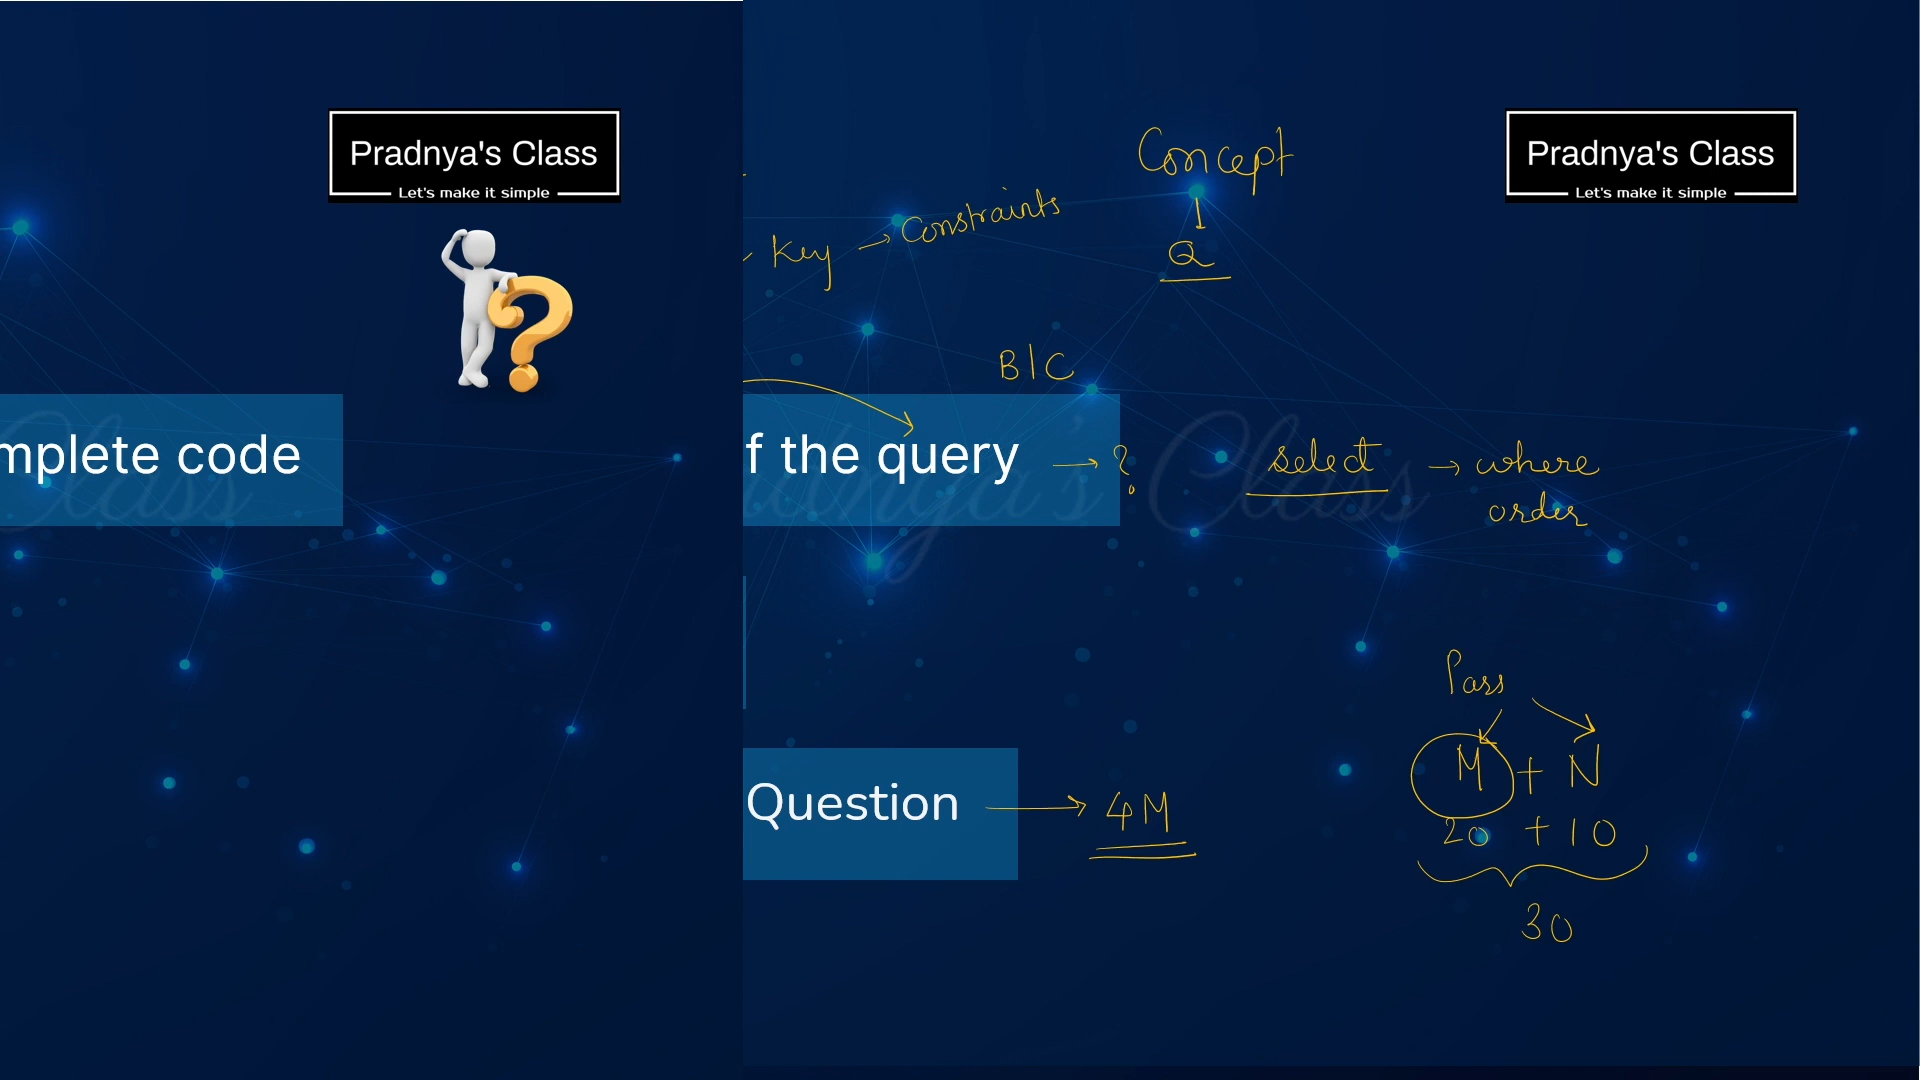 Pradnya's Class
Let's make it simple
mplete code
Concept
Q
Key → Constraints
Pradnya's Class
Let's make it simple
B/C
f the query → ?
select → where
order
Pass
M + N
20 + 10
30
Question → 4M